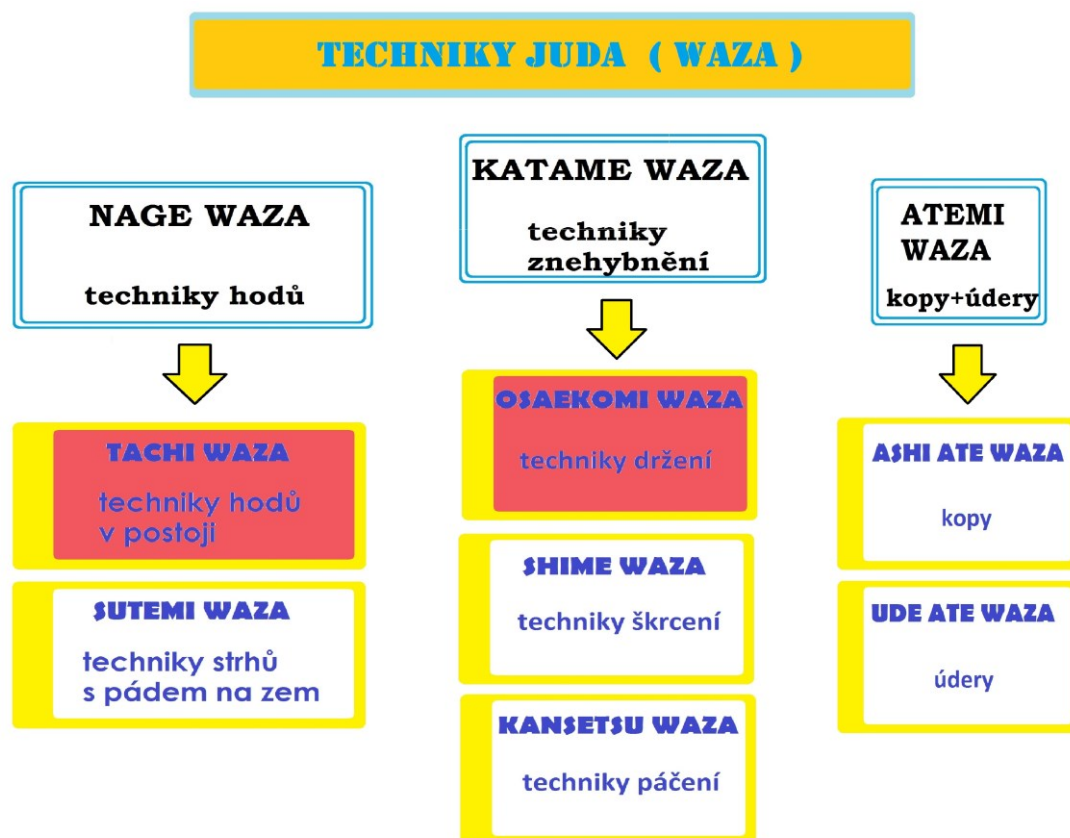 TECHNIKY JUDA ( WAZA )
NAGE WAZA
techniky hodů
TACHI WAZA
techniky hodů
v postoji
SUTEMI WAZA
techniky strhů
s pádem na zem
KATAME WAZA
techniky
znehybnění
OSAEKOMI WAZA
techniky držení
SHIME WAZA
techniky škrcení
KANSETSU WAZA
techniky páčení
ATEMI
WAZA
kopy+údery
ASHI ATE WAZA
kopy
UDE ATE WAZA
údery